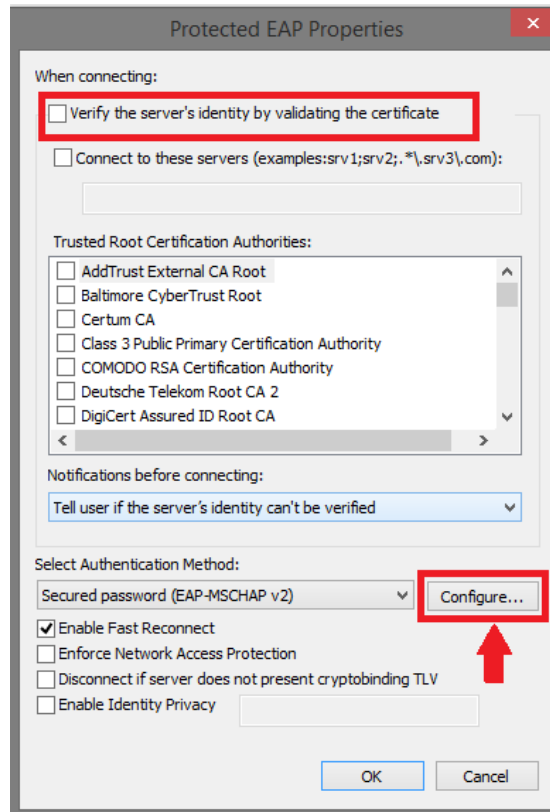 Protected EAP Properties
When connecting:
Verify the server's identity by validating the certificate
Connect to these servers (examples:srv1;srv2;.*\.srv3\.com):
Trusted Root Certification Authorities:
AddTrust External CA Root
Baltimore CyberTrust Root
Certum CA
Class 3 Public Primary Certification Authority
COMODO RSA Certification Authority
Deutsche Telekom Root CA 2
DigiCert Assured ID Root CA
Notifications before connecting:
Tell user if the server's identity can't be verified
Select Authentication Method:
Secured password (EAP-MSCHAP v2) Configure...
Enable Fast Reconnect
Enforce Network Access Protection
Disconnect if server does not present cryptobinding TLV
Enable Identity Privacy
OK Cancel